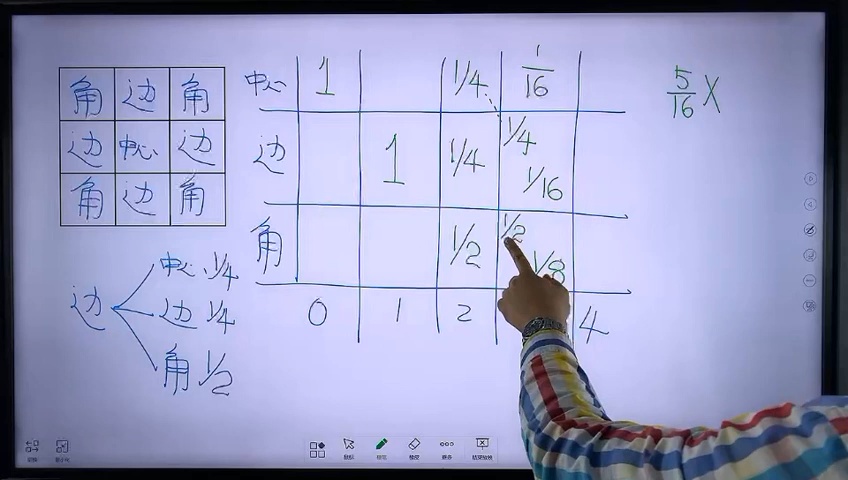 角 边 角
边 中心 边
角 边 角
中心 1 1/4 1/16
边 1 1/4 1/4 1/16
角 1/2 1/2 1/8
0 1 2 4
边 中心 1/4
边 1/4
角 1/2
5/16 X